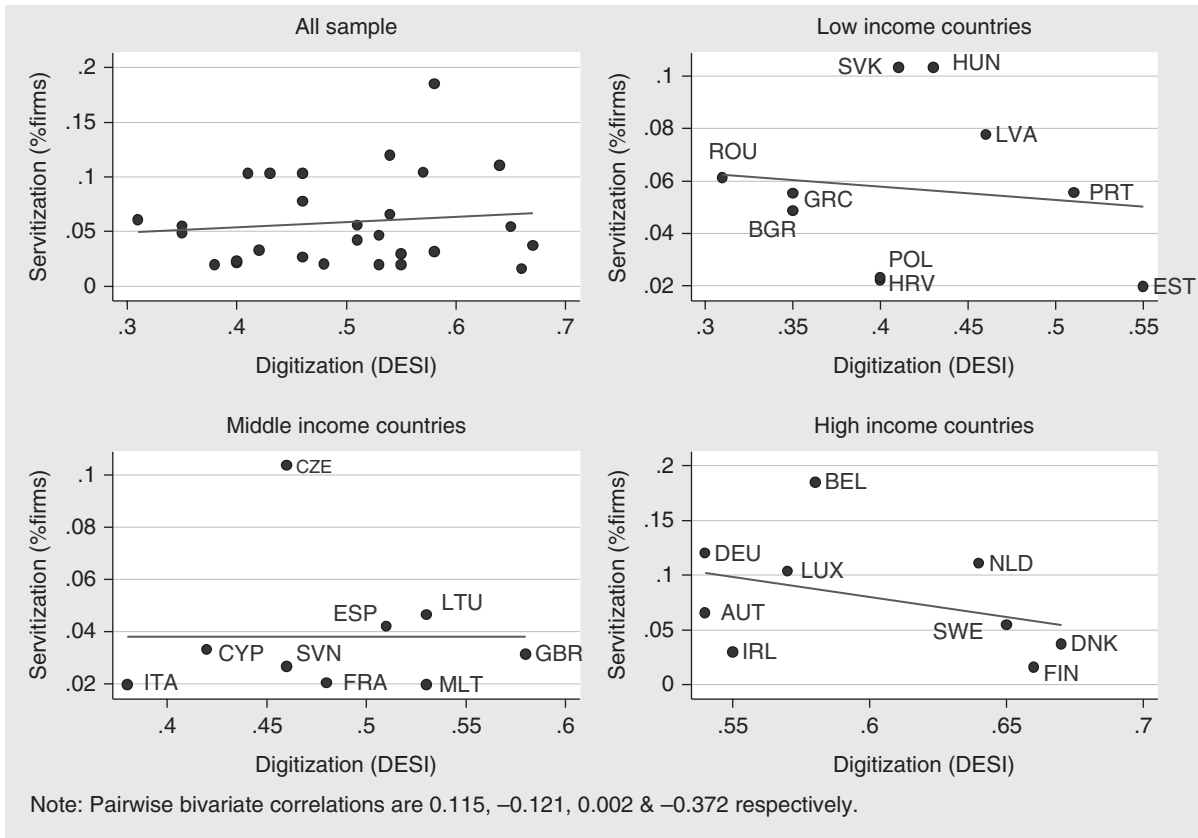 All sample
Servitization (%firms)
.2
.15
.1
.05
0
.3 .4 .5 .6 .7
Digitization (DESI)
Low income countries
Servitization (%firms)
.1
.08
.06
.04
.02
SVK HUN
LVA
ROU
PRT
GRC
BGR
POL
HRV
EST
.3 .35 .4 .45 .5 .55
Digitization (DESI)
Middle income countries
Servitization (%firms)
.1
.08
.06
.04
.02
CZE
LTU
ESP
CYP SVN GBR
ITA FRA MLT
.4 .45 .5 .55 .6
Digitization (DESI)
High income countries
Servitization (%firms)
.2
.15
.1
.05
0
BEL
DEU
LUX NLD
AUT
SWE
DNK
IRL
FIN
.55 .6 .65 .7
Digitization (DESI)
Note: Pairwise bivariate correlations are 0.115, –0.121, 0.002 & –0.372 respectively.